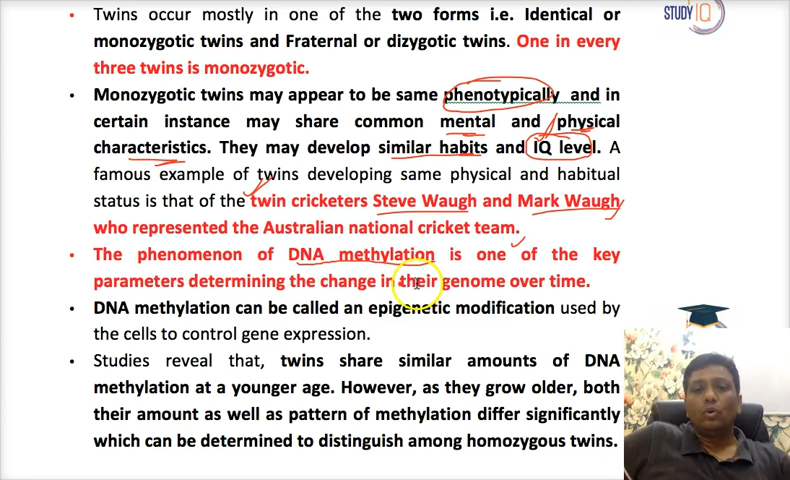 STUDY IQ
Twins occur mostly in one of the two forms i.e. Identical or
monozygotic twins and Fraternal or dizygotic twins. One in every
three twins is monozygotic.
Monozygotic twins may appear to be same phenotypically and in
certain instance may share common mental and physical
characteristics. They may develop similar habits and IQ level. A
famous example of twins developing same physical and habitual
status is that of the twin cricketers Steve Waugh and Mark Waugh
who represented the Australian national cricket team.
The phenomenon of DNA methylation is one of the key
parameters determining the change in their genome over time.
DNA methylation can be called an epigenetic modification used by
the cells to control gene expression.
Studies reveal that, twins share similar amounts of DNA
methylation at a younger age. However, as they grow older, both
their amount as well as pattern of methylation differ significantly
which can be determined to distinguish among homozygous twins.